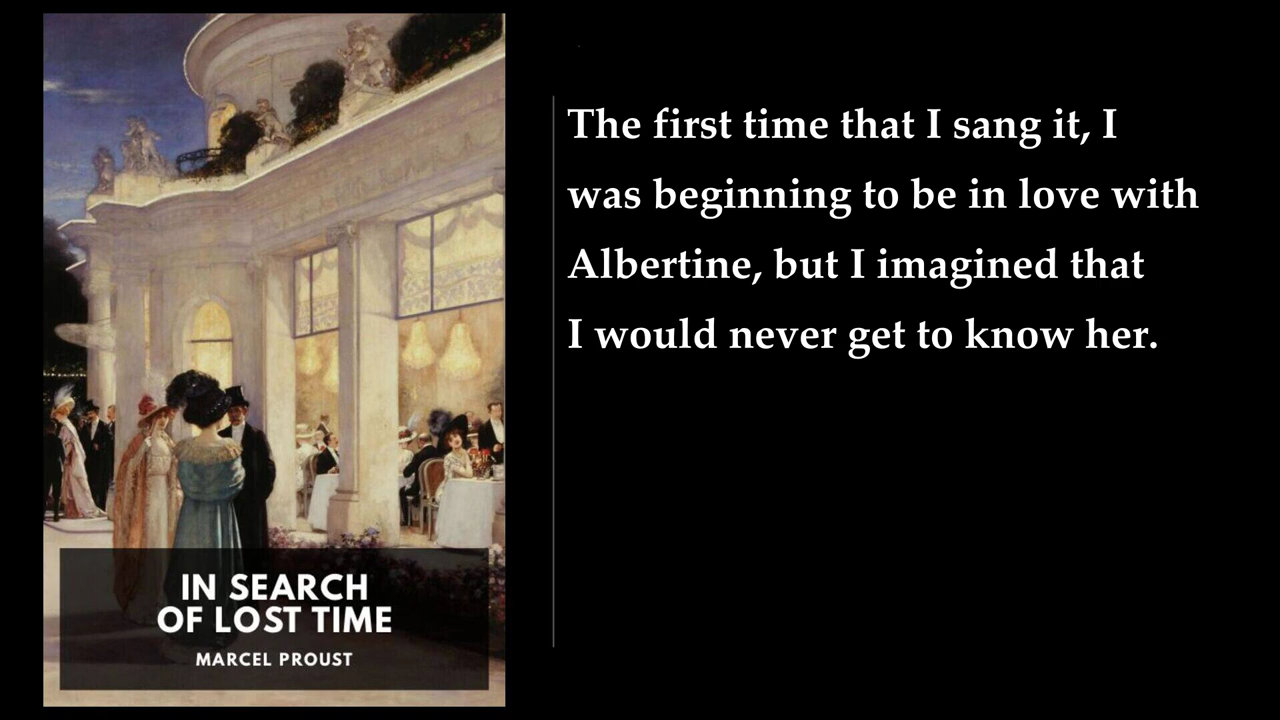 The first time that I sang it, I
was beginning to be in love with
Albertine, but I imagined that
I would never get to know her.
IN SEARCH
OF LOST TIME
MARCEL PROUST